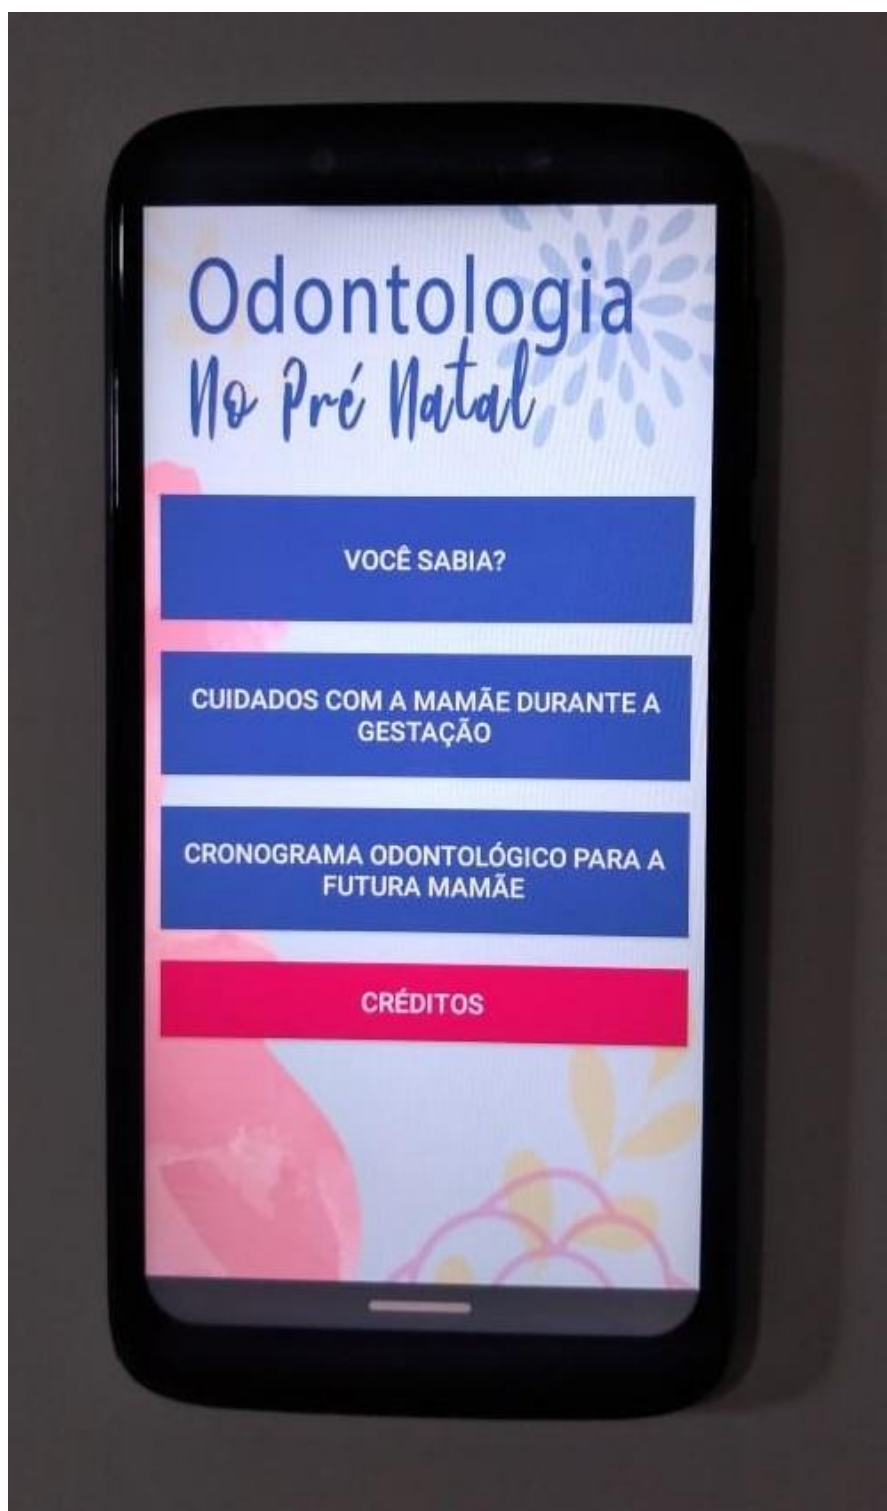 Odontologia
No Pré Natal
VOCÊ SABIA?
CUIDADOS COM A MAMÃE DURANTE A
GESTAÇÃO
CRONOGRAMA ODONTOLÓGICO PARA A
FUTURA MAMÃE
CRÉDITOS